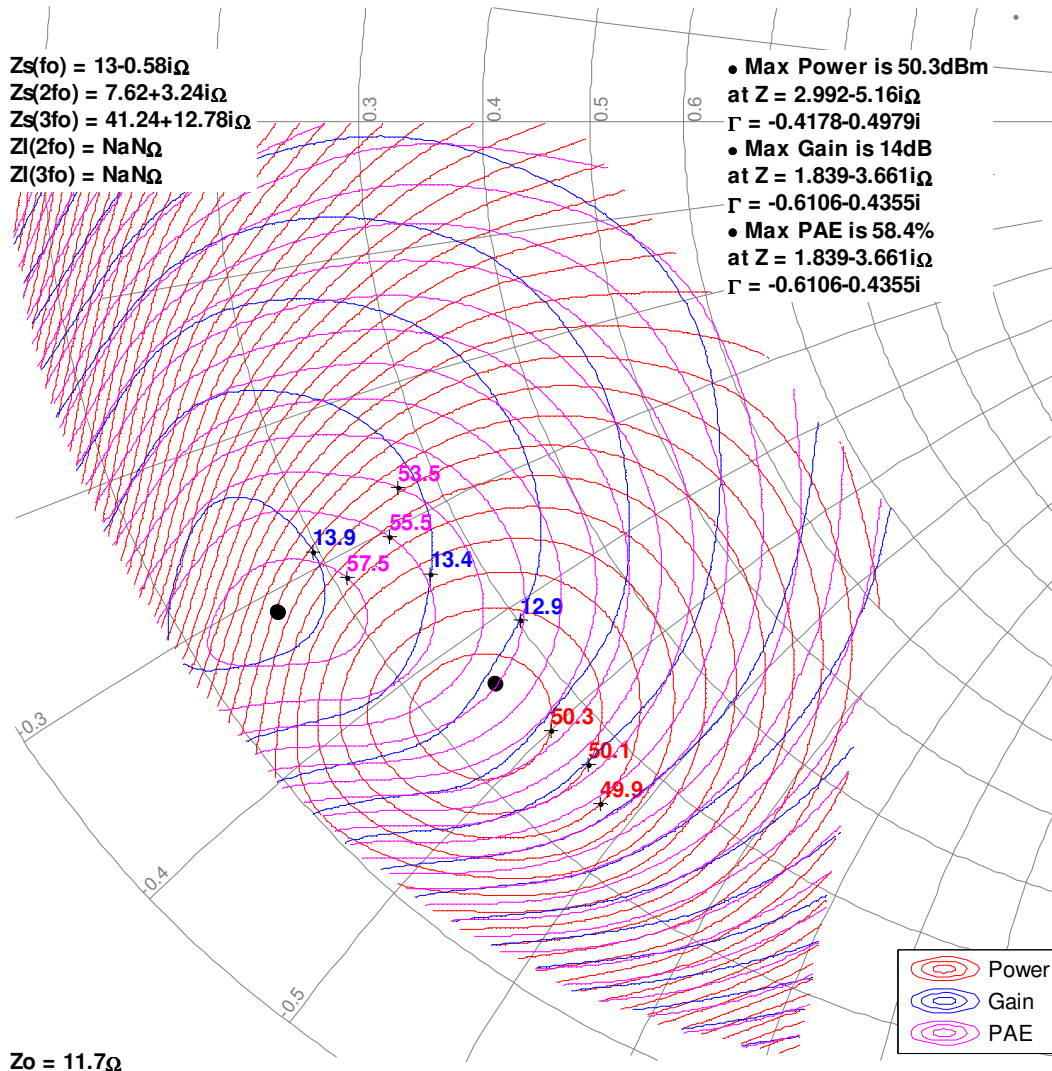 Zs(fo) = 13-0.58iΩ
Zs(2fo) = 7.62+3.24iΩ
Zs(3fo) = 41.24+12.78iΩ
Zl(2fo) = NaNΩ
Zl(3fo) = NaNΩ
● Max Power is 50.3dBm
at Z = 2.992-5.16iΩ
Γ = -0.4178-0.4979i
● Max Gain is 14dB
at Z = 1.839-3.661iΩ
Γ = -0.6106-0.4355i
● Max PAE is 58.4%
at Z = 1.839-3.661iΩ
Γ = -0.6106-0.4355i
0.3
0.4
0.5
0.6
53.5
55.5
13.9
57.5
13.4
12.9
50.3
50.1
49.9
-0.3
-0.4
-0.5
Power
Gain
PAE
Zo = 11.7Ω